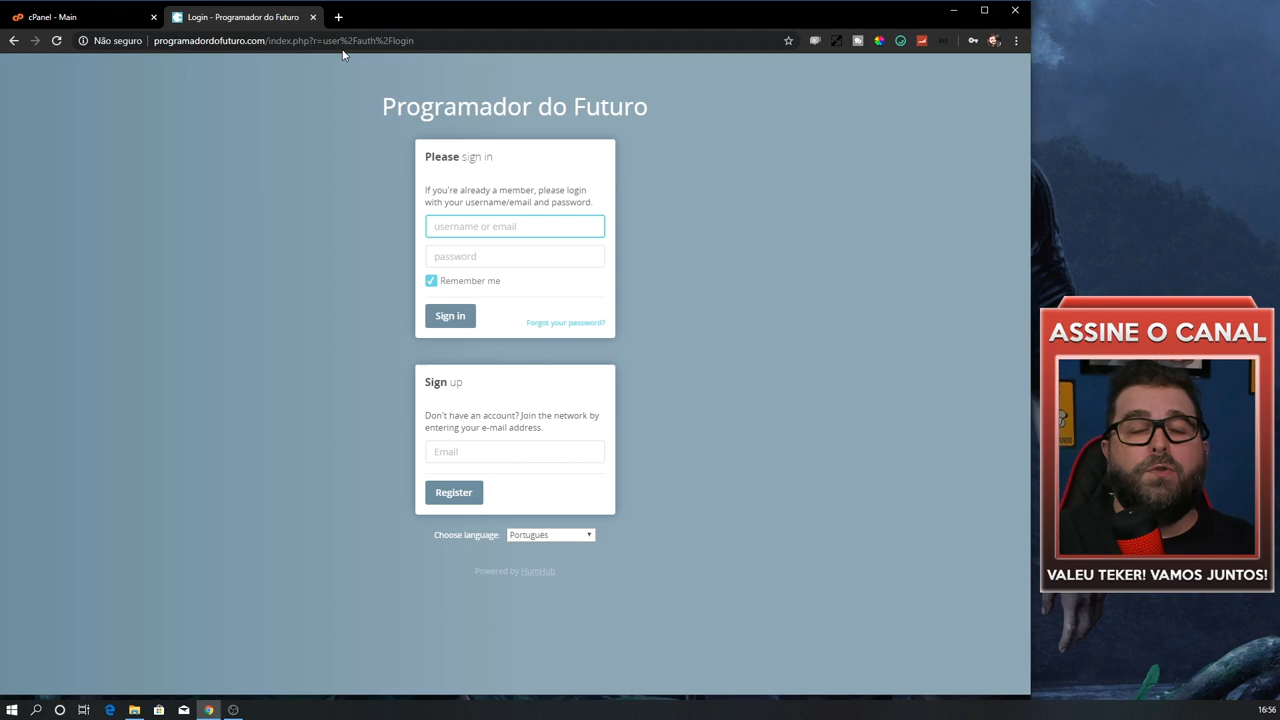 cPanel - Main
Login - Programador do Futuro
Não seguro
programadordofuturo.com/index.php?r=user%2Fauth%2Flogin
Programador do Futuro
Please sign in
If you're already a member, please login
with your username/email and password.
username or email
password
Remember me
Sign in
Forgot your password?
Sign up
Don't have an account? Join the network by
entering your e-mail address.
Email
Register
Choose language:
Português
Powered by HumHub
ASSINE O CANAL
VALEU TEKER! VAMOS JUNTOS!
16:56